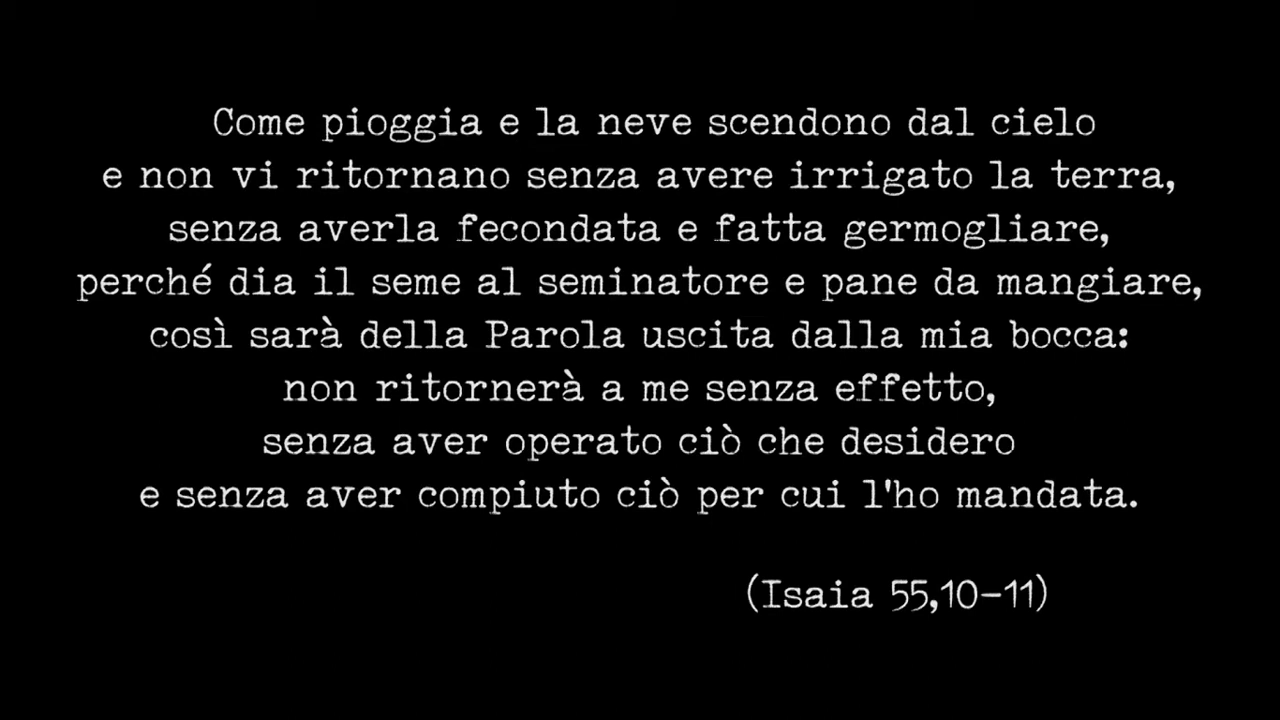 Come pioggia e la neve scendono dal cielo
e non vi ritornano senza avere irrigato la terra,
senza averla fecondata e fatta germogliare,
perché dia il seme al seminatore e pane da mangiare,
così sarà della Parola uscita dalla mia bocca:
non ritornerà a me senza effetto,
senza aver operato ciò che desidero
e senza aver compiuto ciò per cui l'ho mandata.
(Isaia 55,10-11)